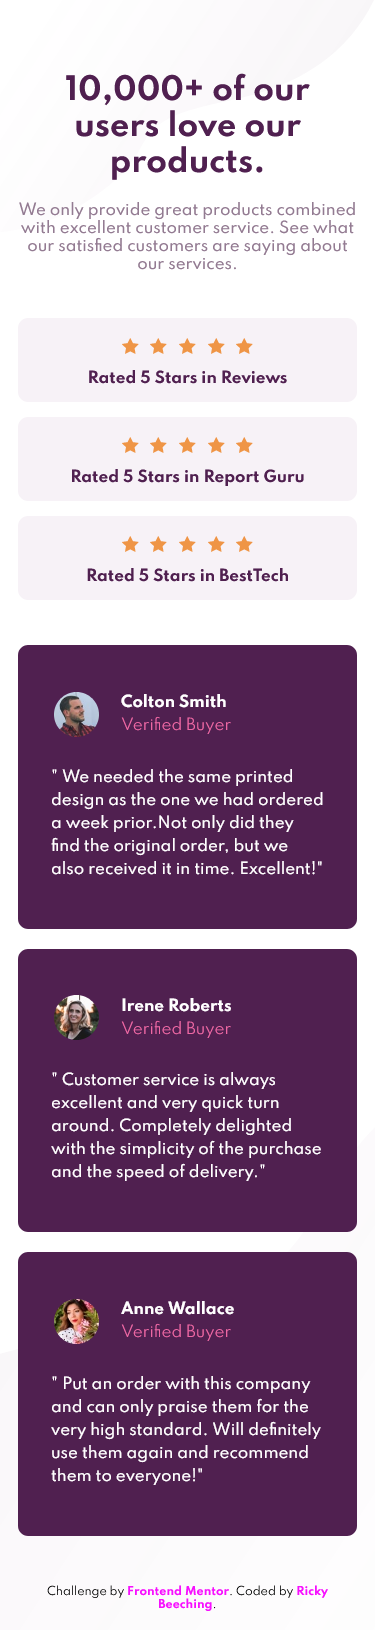 10,000+ of our
users love our
products.
We only provide great products combined
with excellent customer service. See what
our satisfied customers are saying about
our services.
Rated 5 Stars in Reviews
Rated 5 Stars in Report Guru
Rated 5 Stars in BestTech
Colton Smith
Verified Buyer
" We needed the same printed
design as the one we had ordered
a week prior.Not only did they
find the original order, but we
also received it in time. Excellent!"
Irene Roberts
Verified Buyer
" Customer service is always
excellent and very quick turn
around. Completely delighted
with the simplicity of the purchase
and the speed of delivery."
Anne Wallace
Verified Buyer
" Put an order with this company
and can only praise them for the
very high standard. Will definitely
use them again and recommend
them to everyone!"
Challenge by Frontend Mentor. Coded by Ricky
Beeching.